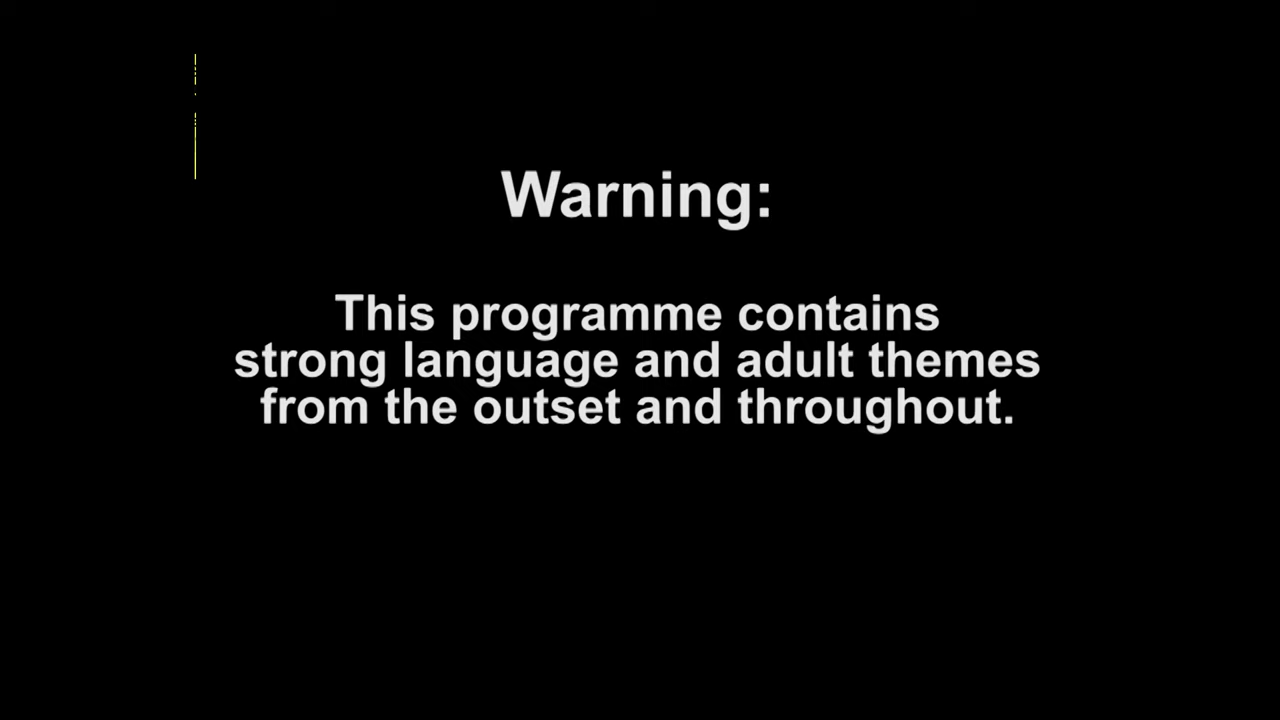 Warning:
This programme contains
strong language and adult themes
from the outset and throughout.